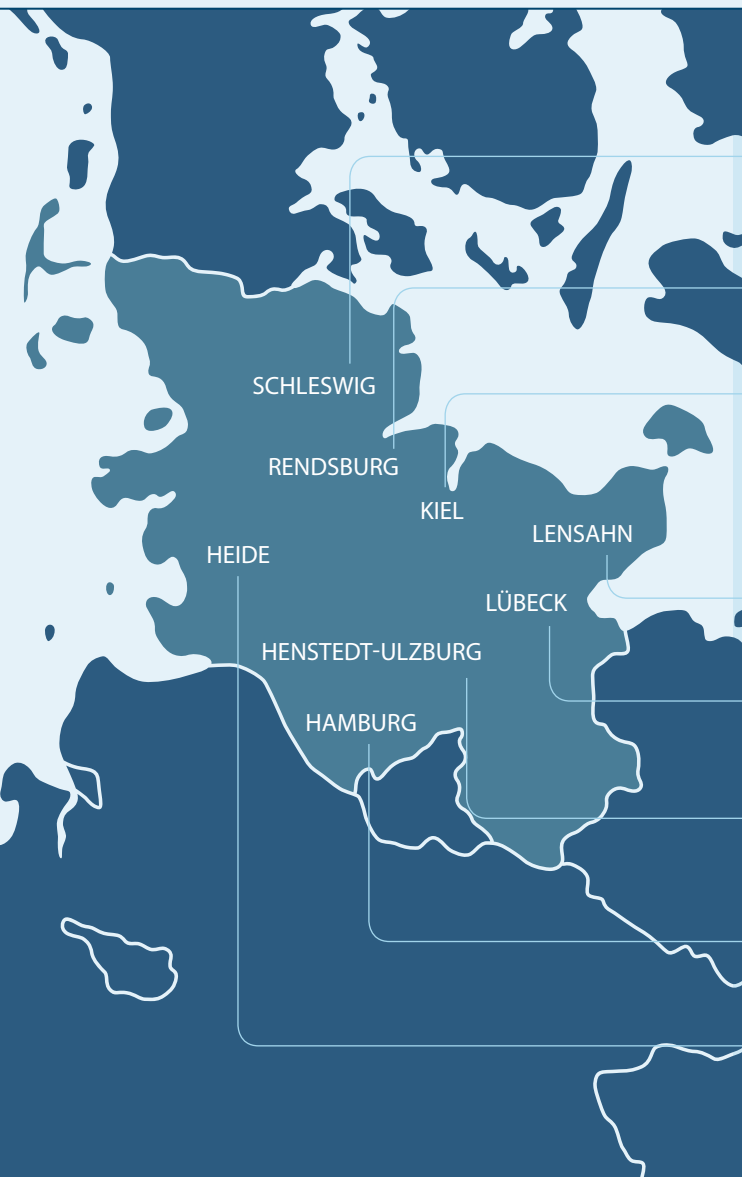 SCHLESWIG
RENDSBURG
KIEL
LENSAHN
HEIDE
LÜBECK
HENSTEDT-ULZBURG
HAMBURG